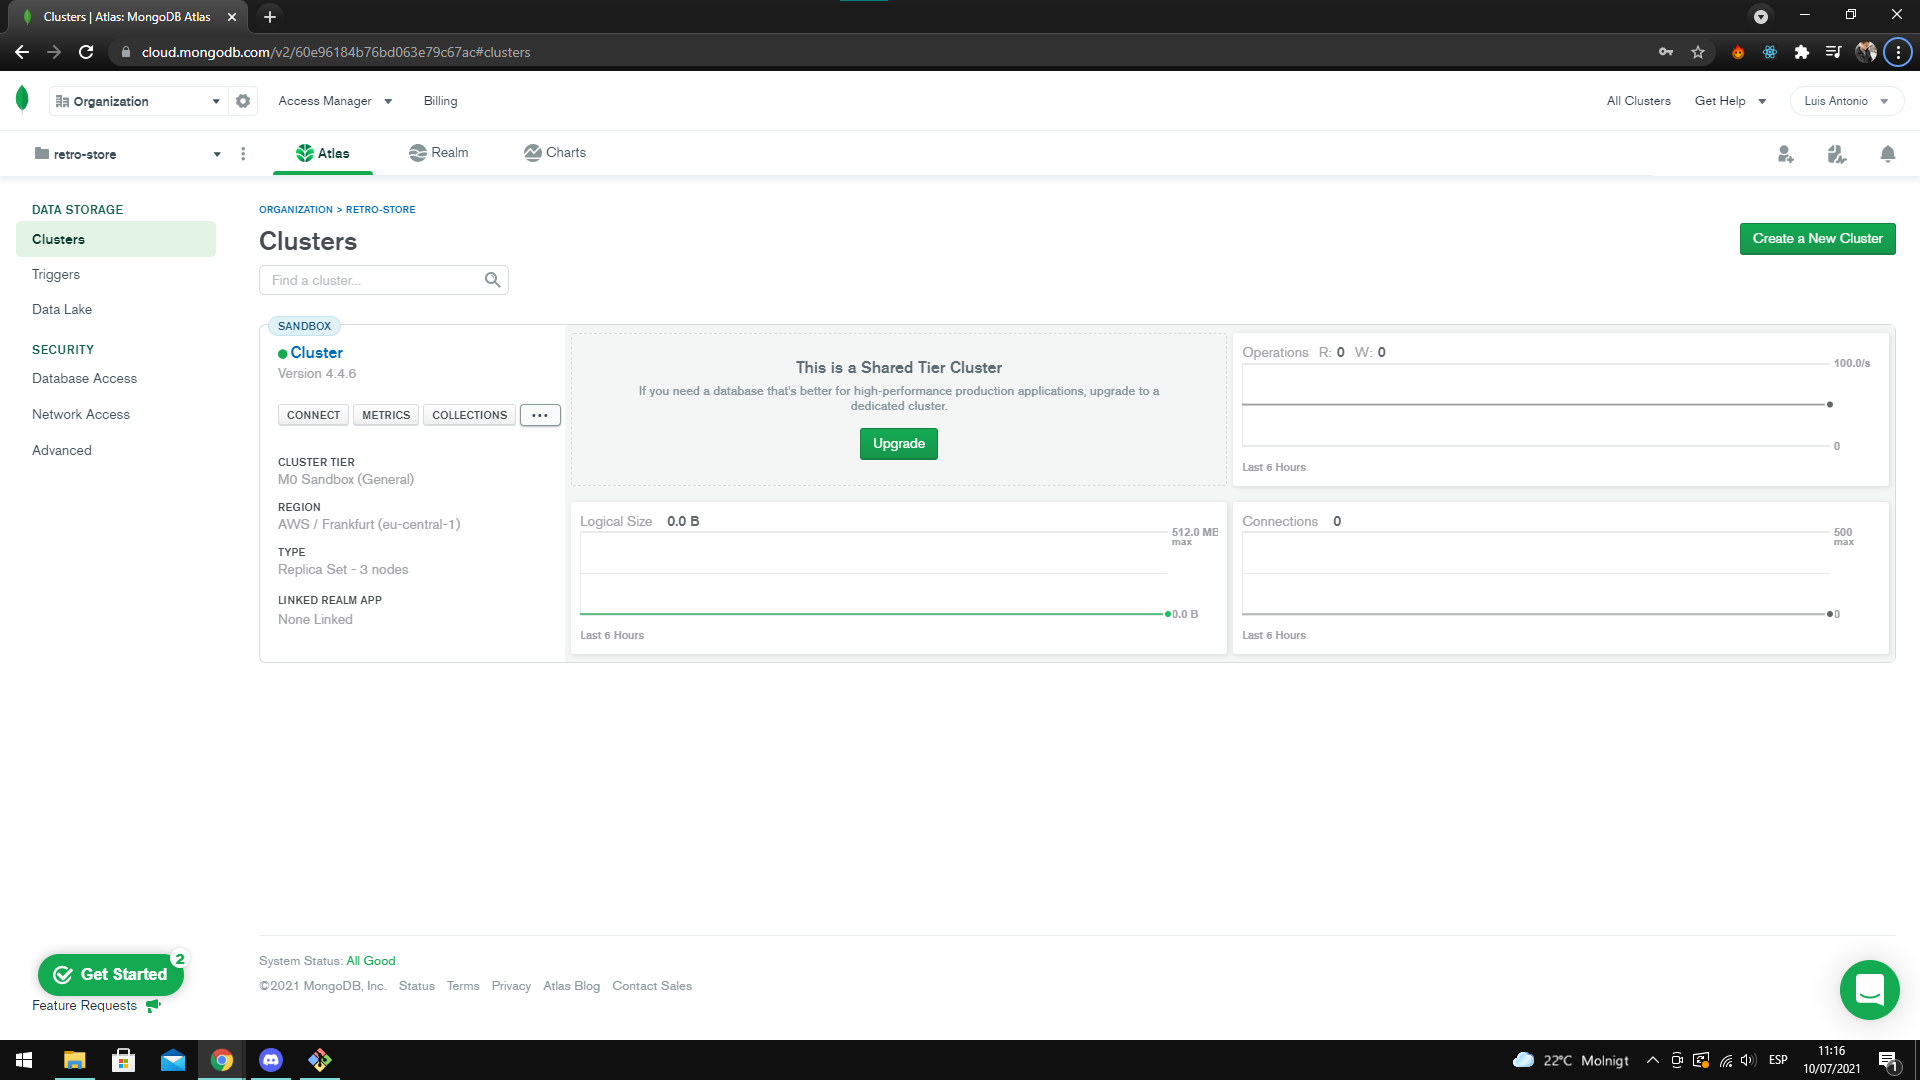 Clusters | Atlas: MongoDB Atlas
cloud.mongodb.com/v2/60e96184b76bd063e79c67ac#clusters
Organization
Access Manager
Billing
All Clusters
Get Help
Luis Antonio
retro-store
Atlas
Realm
Charts
DATA STORAGE
Clusters
Triggers
Data Lake
SECURITY
Database Access
Network Access
Advanced
ORGANIZATION > RETRO-STORE
Clusters
Create a New Cluster
Find a cluster...
SANDBOX
Cluster
Version 4.4.6
CONNECT
METRICS
COLLECTIONS
...
CLUSTER TIER
M0 Sandbox (General)
REGION
AWS / Frankfurt (eu-central-1)
TYPE
Replica Set - 3 nodes
LINKED REALM APP
None Linked
This is a Shared Tier Cluster
If you need a database that's better for high-performance production applications, upgrade to a
dedicated cluster.
Upgrade
Operations R: 0 W: 0
100.0/s
0
Last 6 Hours
Logical Size 0.0 B
512.0 MB
max
0.0 B
Last 6 Hours
Connections 0
500
max
0
Last 6 Hours
System Status: All Good
©2021 MongoDB, Inc. Status Terms Privacy Atlas Blog Contact Sales
Get Started
2
Feature Requests
22°C Molnigt
ESP
11:16
10/07/2021
1